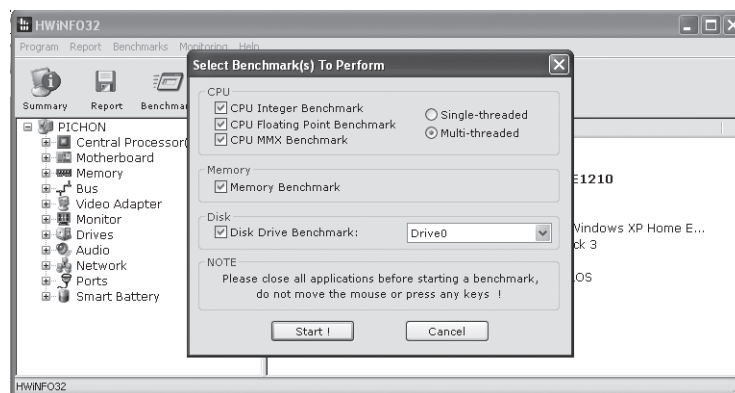 HWiNFO32
Program Report Benchmarks Monitoring Help
Summary Report
PICHON
Central Processor(
Motherboard
Memory
Bus
Video Adapter
Monitor
Drives
Audio
Network
Ports
Smart Battery
E1210
Windows XP Home E...
ck 3
OS
Select Benchmark(s) To Perform
CPU
CPU Integer Benchmark
CPU Floating Point Benchmark
CPU MMX Benchmark
Single-threaded
Multi-threaded
Memory
Memory Benchmark
Disk
Disk Drive Benchmark: Drive0
NOTE
Please close all applications before starting a benchmark,
do not move the mouse or press any keys !
Start ! Cancel
HWiNFO32